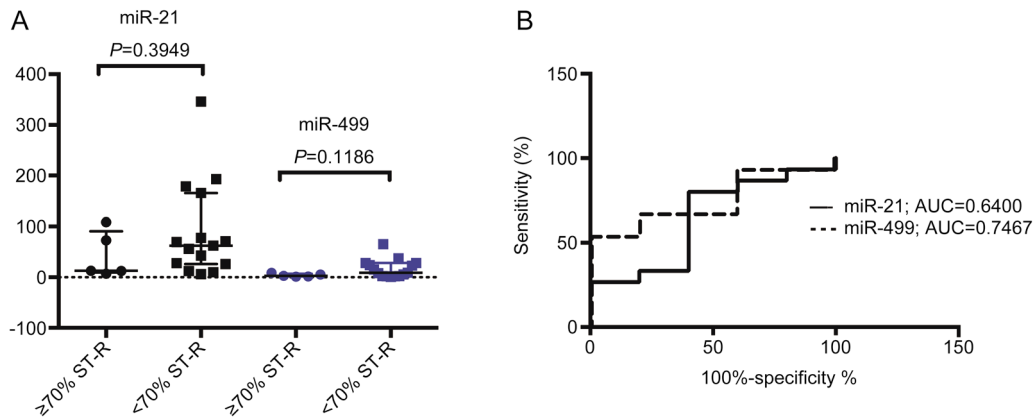 A
miR-21
P=0.3949
400
300
200
100
0
-100
miR-499
P=0.1186
≥70% ST-R
<70% ST-R
≥70% ST-R
<70% ST-R
B
150
100
50
0
Sensitivity (%)
0
50
100
150
100%-specificity %
miR-21; AUC=0.6400
miR-499; AUC=0.7467